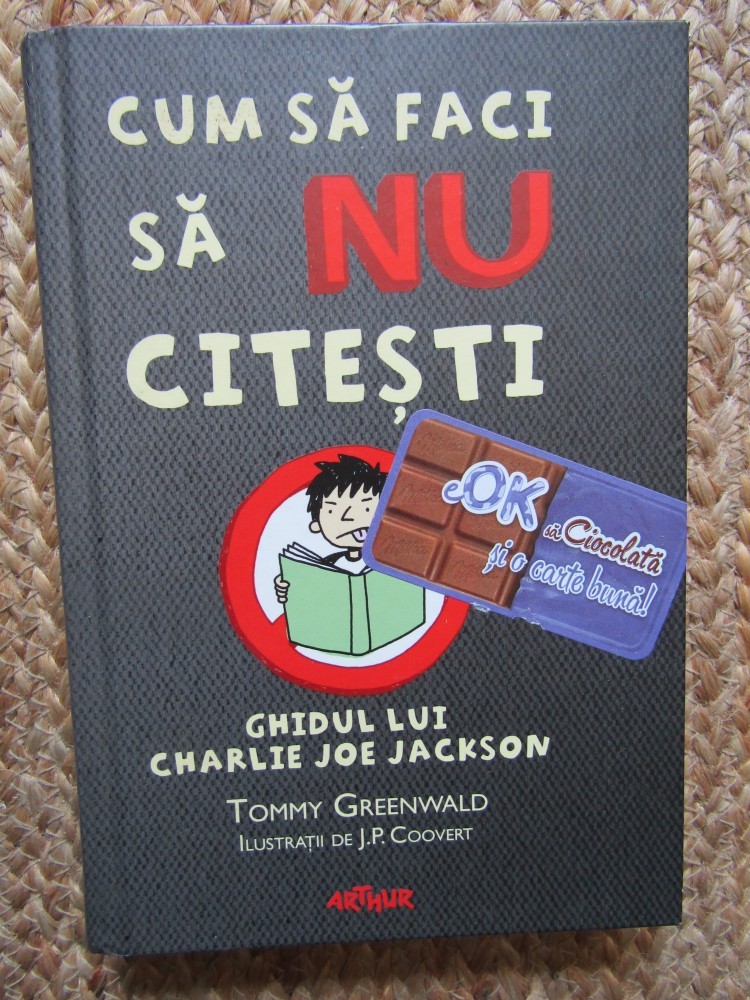 CUM SĂ FACI
SĂ NU
CITEȘTI
eOK
să Ciocolată
și o carte bună!
GHIDUL LUI
CHARLIE JOE JACKSON
TOMMY GREENWALD
ILUSTRAȚII DE J.P. COOVERT
ARTHUR